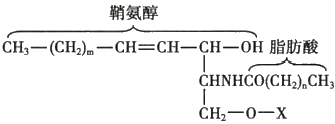 鞘氨醇
CH₃—(CH₂)ₘ—CH=CH—CH—OH 脂肪酸
CHNHCO(CH₂)ₙCH₃
CH₂—O—X